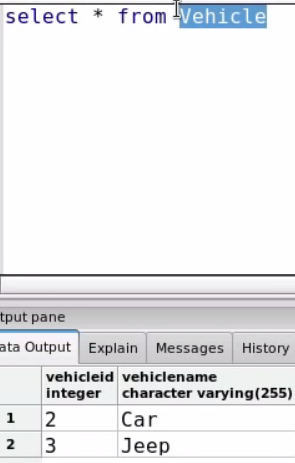 select * from Vehicle
tput pane
ata Output Explain Messages History
vehicleid vehiclename
integer character varying(255)
1 2 Car
2 3 Jeep